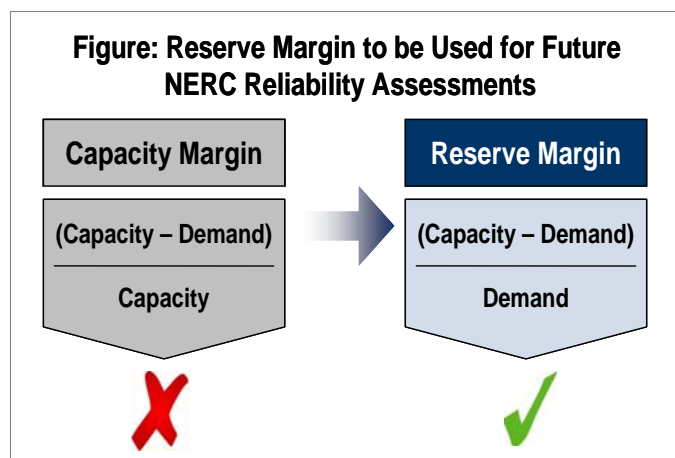 Figure: Reserve Margin to be Used for Future
NERC Reliability Assessments
Capacity Margin
(Capacity – Demand)
Capacity
Reserve Margin
(Capacity – Demand)
Demand